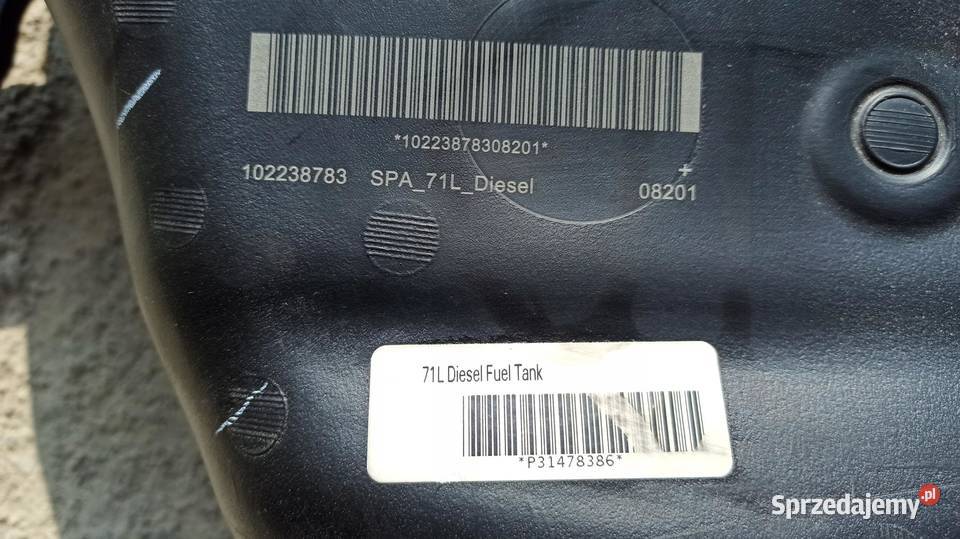 *10223878308201*
102238783 SPA_71L_Diesel +
08201
71L Diesel Fuel Tank
*P31478386*
Sprzedajemy.pl